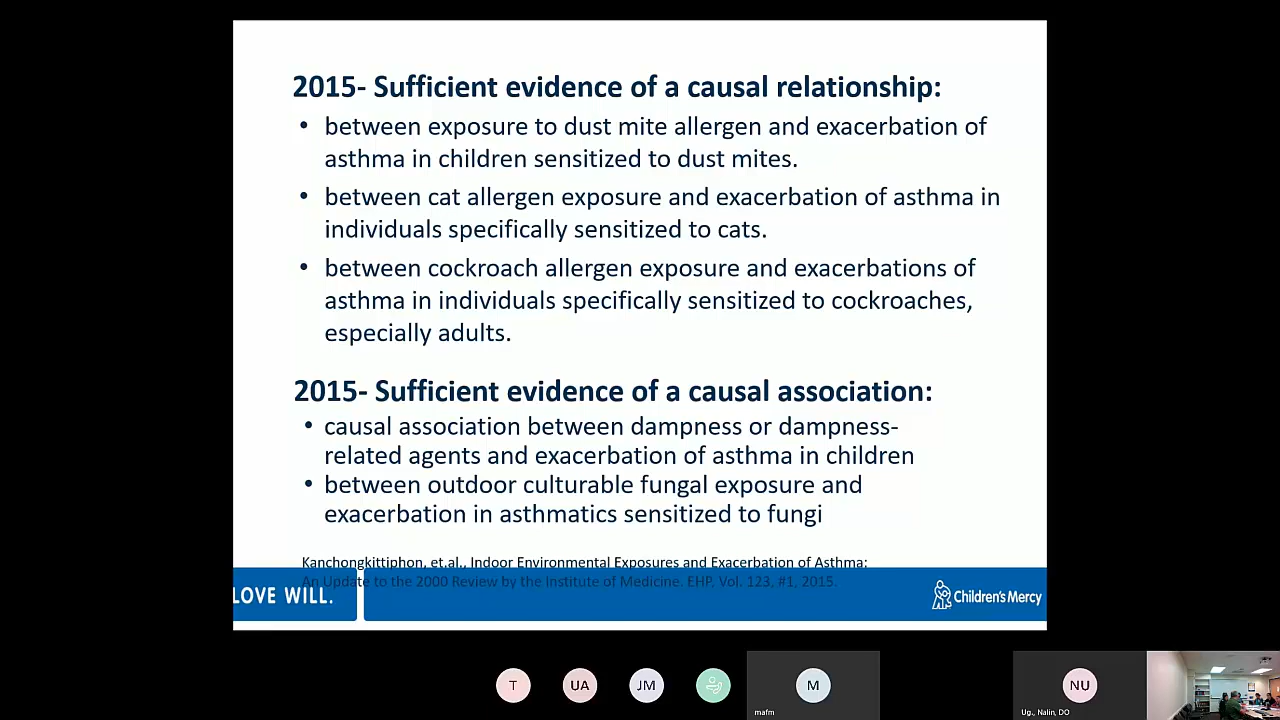 2015- Sufficient evidence of a causal relationship:
• between exposure to dust mite allergen and exacerbation of
asthma in children sensitized to dust mites.
• between cat allergen exposure and exacerbation of asthma in
individuals specifically sensitized to cats.
• between cockroach allergen exposure and exacerbations of
asthma in individuals specifically sensitized to cockroaches,
especially adults.
2015- Sufficient evidence of a causal association:
• causal association between dampness or dampness-
related agents and exacerbation of asthma in children
• between outdoor culturable fungal exposure and
exacerbation in asthmatics sensitized to fungi
Kanchongkittiphon, et.al., Indoor Environmental Exposures and Exacerbation of Asthma:
An Update to the 2000 Review by the Institute of Medicine. EHP, Vol. 123, #1, 2015.
LOVE WILL.
Children's Mercy
T
UA
JM
M
mafm
NU
Ug., Nalin, DO